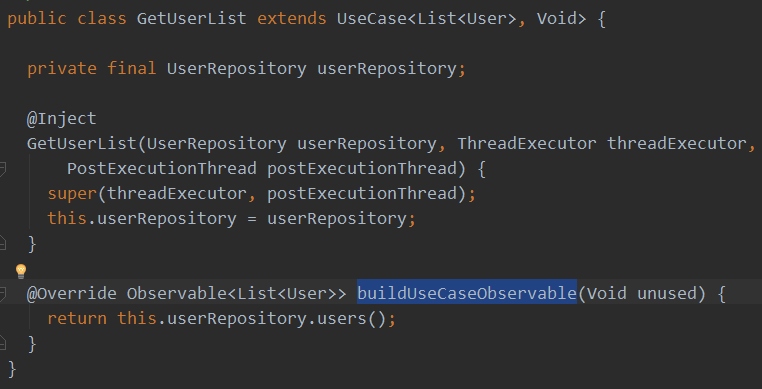 public class GetUserList extends UseCase<List<User>, Void> {
private final UserRepository userRepository;
@Inject
GetUserList(UserRepository userRepository, ThreadExecutor threadExecutor,
PostExecutionThread postExecutionThread) {
super(threadExecutor, postExecutionThread);
this.userRepository = userRepository;
}
@Override Observable<List<User>> buildUseCaseObservable(Void unused) {
return this.userRepository.users();
}
}